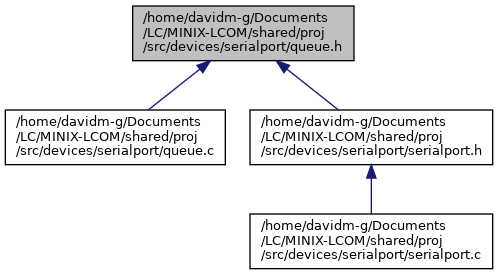 /home/davidm-g/Documents
/LC/MINIX-LCOM/shared/proj
/src/devices/serialport/queue.h
/home/davidm-g/Documents
/LC/MINIX-LCOM/shared/proj
/src/devices/serialport/queue.c
/home/davidm-g/Documents
/LC/MINIX-LCOM/shared/proj
/src/devices/serialport/serialport.h
/home/davidm-g/Documents
/LC/MINIX-LCOM/shared/proj
/src/devices/serialport/serialport.c